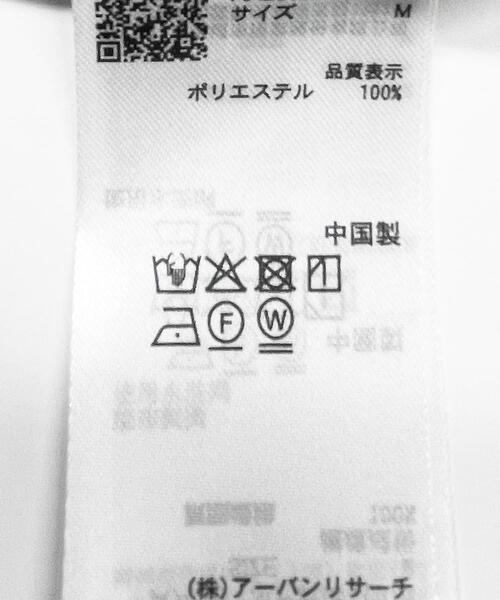 サイズ M
品質表示
ポリエステル 100%
中国製
F W
(株)アーバンリサーチ